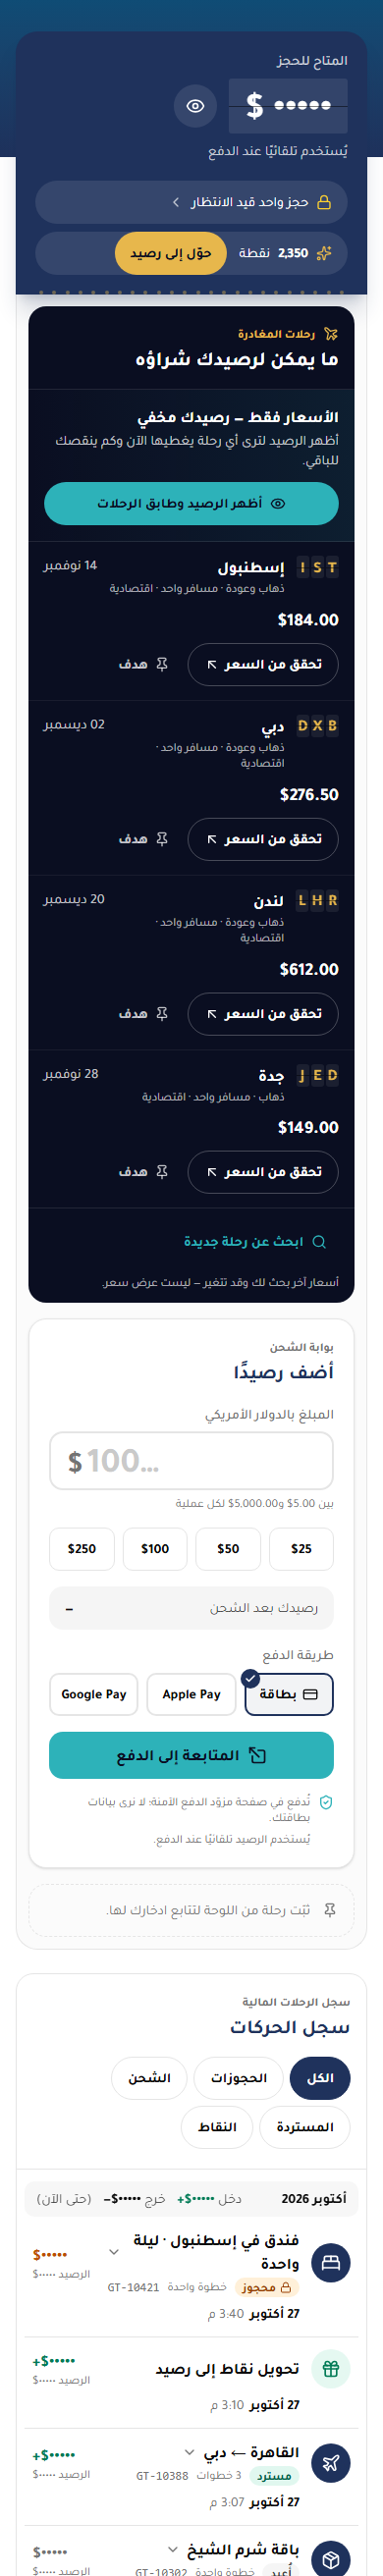 المتاح للحجز
$ •••••
يُستخدم تلقائيًا عند الدفع
حجز واحد قيد الانتظار
2,350 نقطة
حوّل إلى رصيد
رحلات المغادرة
ما يمكن لرصيدك شراؤه
الأسعار فقط — رصيدك مخفي
أظهر الرصيد لترى أي رحلة يغطيها الآن وكم ينقصك
للباقي.
أظهر الرصيد وطابق الرحلات
IST
إسطنبول
14 نوفمبر
ذهاب وعودة · مسافر واحد · اقتصادية
$184.00
تحقق من السعر
هدف
DXB
دبي
02 ديسمبر
ذهاب وعودة · مسافر واحد ·
اقتصادية
$276.50
تحقق من السعر
هدف
LHR
لندن
20 ديسمبر
ذهاب وعودة · مسافر واحد ·
اقتصادية
$612.00
تحقق من السعر
هدف
JED
جدة
28 نوفمبر
ذهاب · مسافر واحد · اقتصادية
$149.00
تحقق من السعر
هدف
ابحث عن رحلة جديدة
أسعار آخر بحث لك وقد تتغير — ليست عرض سعر.
بوابة الشحن
أضف رصيدًا
المبلغ بالدولار الأمريكي
$ 100…
بين 5.00$ و5,000.00$ لكل عملية
$25
$50
$100
$250
رصيدك بعد الشحن
–
طريقة الدفع
بطاقة
Apple Pay
Google Pay
المتابعة إلى الدفع
تُدفع في صفحة مزوّد الدفع الآمنة؛ لا نرى بيانات
بطاقتك.
يُستخدم الرصيد تلقائيًا عند الدفع.
ثبّت رحلة من اللوحة لتتابع ادخارك لها.
سجل الرحلات المالية
سجل الحركات
الكل
الحجوزات
الشحن
المستردة
النقاط
أكتوبر 2026
دخل •••••$+
خرج •••••$−
(حتى الآن)
فندق في إسطنبول · ليلة
واحدة
$•••••
الرصيد •••••$
محجوز
خطوة واحدة
GT-10421
27 أكتوبر 3:40 م
تحويل نقاط إلى رصيد
+$•••••
الرصيد •••••$
27 أكتوبر 3:10 م
القاهرة ← دبي
+$•••••
الرصيد •••••$
مسترد
3 خطوات
GT-10388
27 أكتوبر 3:07 م
باقة شرم الشيخ
$•••••
الرصيد •••••$
أُعيد
خطوة واحدة
GT-10302